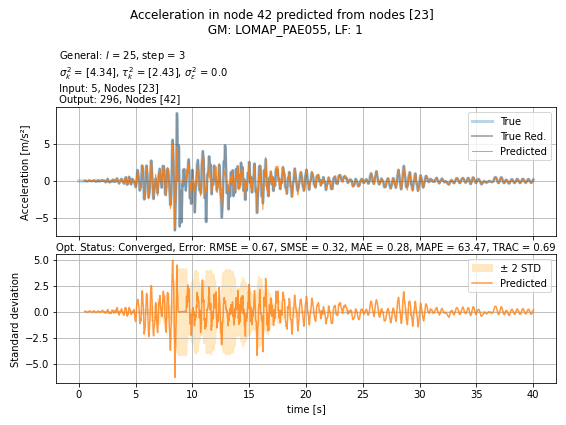 Acceleration in node 42 predicted from nodes [23]
GM: LOMAP_PAE055, LF: 1
General: l = 25, step = 3
σ²ₖ = [4.34], τ²ₖ = [2.43], σ²ε = 0.0
Input: 5, Nodes [23]
Output: 296, Nodes [42]
Acceleration [m/s²]
5
0
−5
True
True Red.
Predicted
Opt. Status: Converged, Error: RMSE = 0.67, SMSE = 0.32, MAE = 0.28, MAPE = 63.47, TRAC = 0.69
Standard deviation
5.0
2.5
0.0
−2.5
−5.0
± 2 STD
Predicted
0 5 10 15 20 25 30 35 40
time [s]